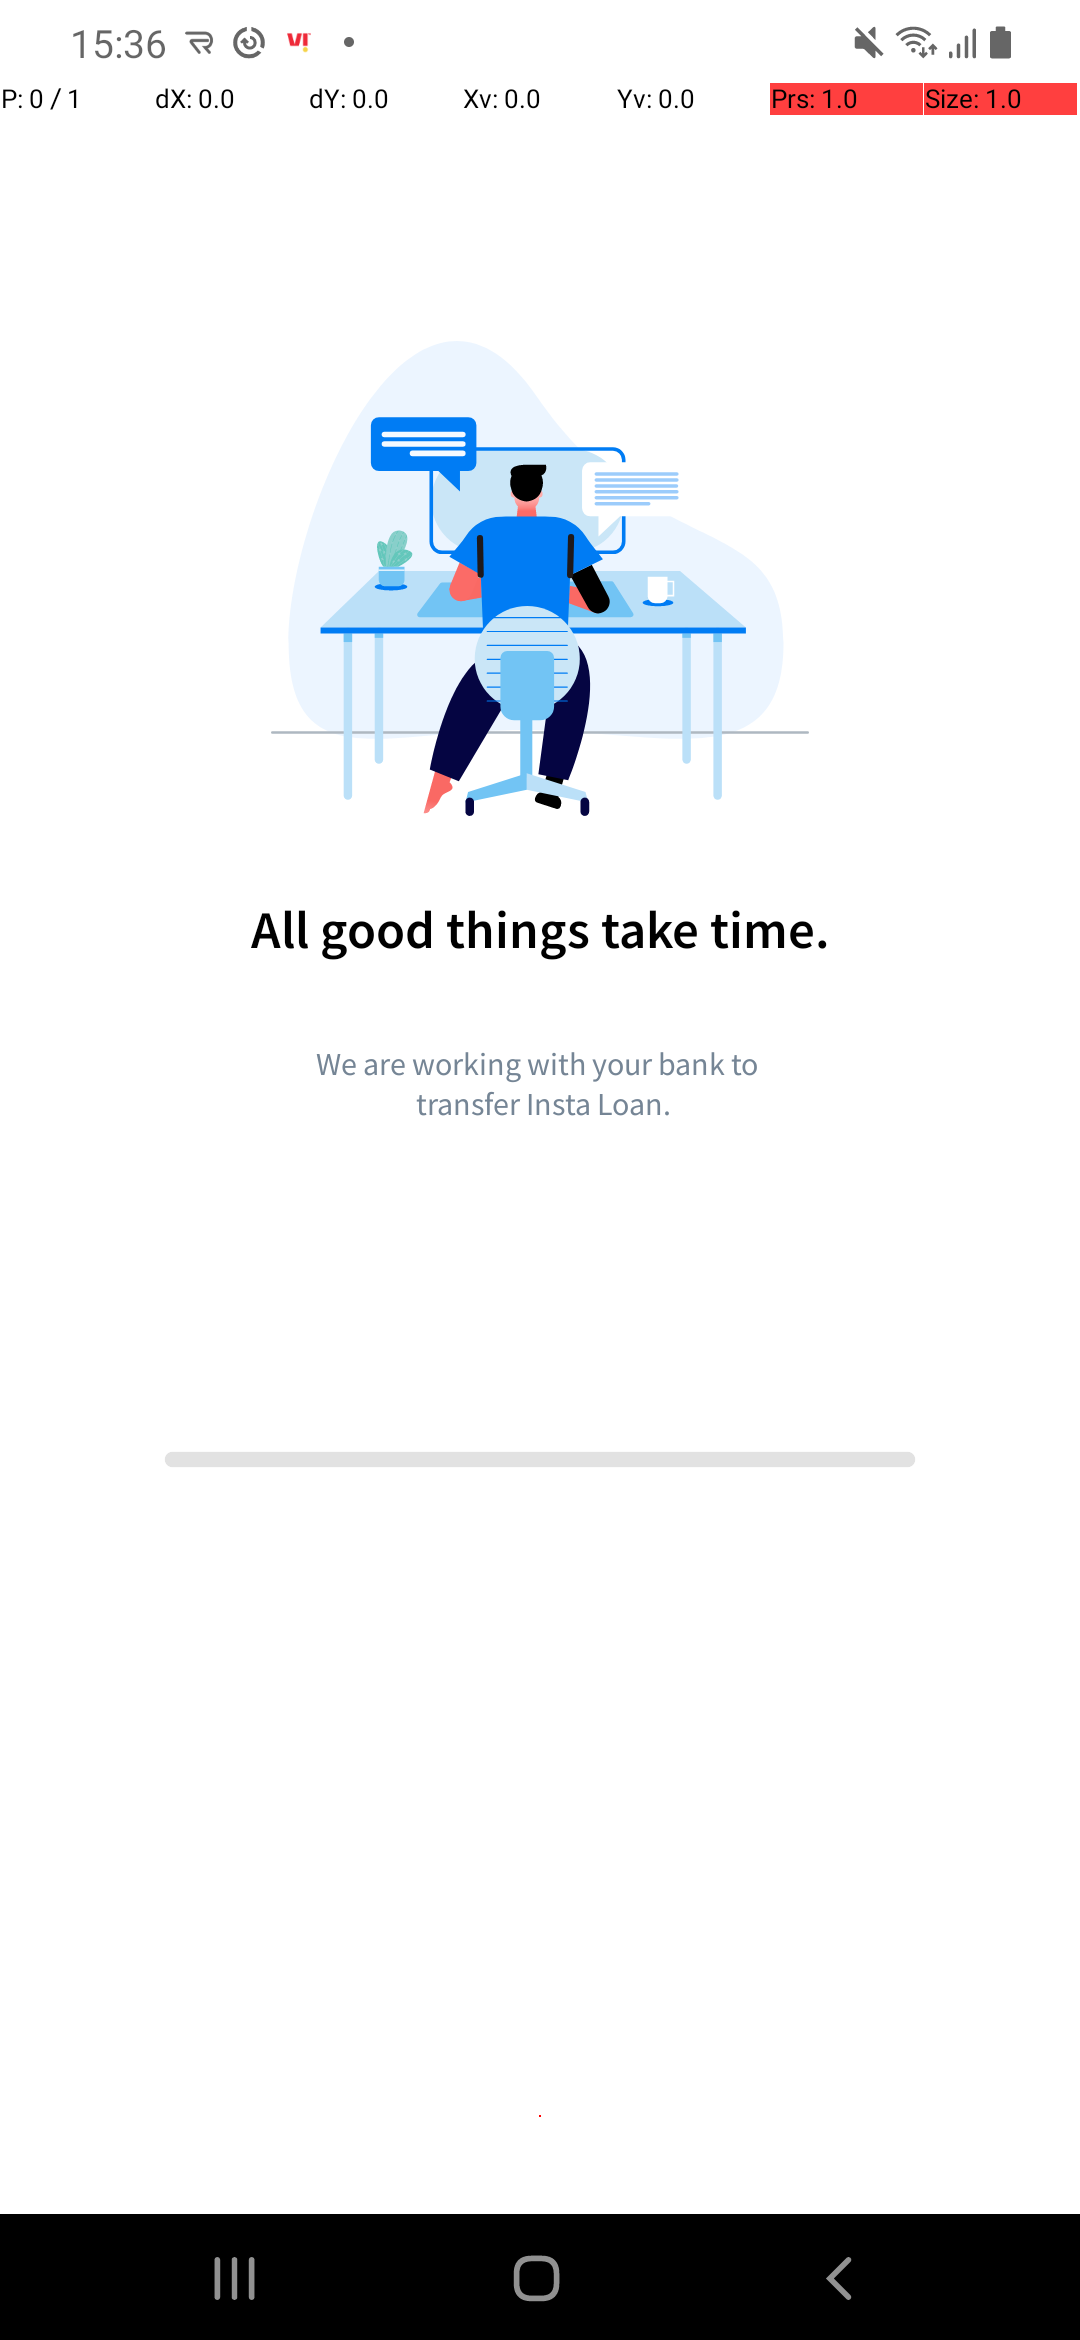 15:36
P: 0 / 1 dX: 0.0 dY: 0.0 Xv: 0.0 Yv: 0.0 Prs: 1.0 Size: 1.0
All good things take time.
We are working with your bank to
transfer Insta Loan.